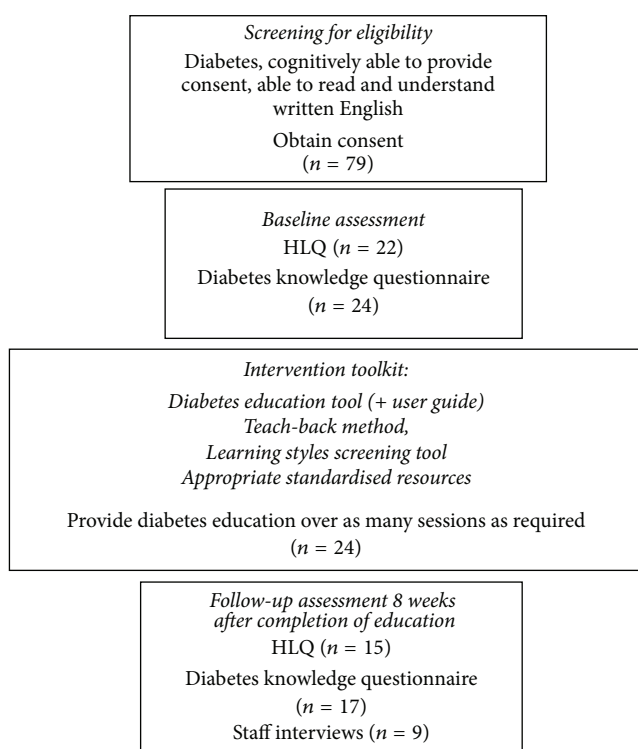 Screening for eligibility
Diabetes, cognitively able to provide
consent, able to read and understand
written English
Obtain consent
(n = 79)
Baseline assessment
HLQ (n = 22)
Diabetes knowledge questionnaire
(n = 24)
Intervention toolkit:
Diabetes education tool (+ user guide)
Teach-back method,
Learning styles screening tool
Appropriate standardised resources
Provide diabetes education over as many sessions as required
(n = 24)
Follow-up assessment 8 weeks
after completion of education
HLQ (n = 15)
Diabetes knowledge questionnaire
(n = 17)
Staff interviews (n = 9)